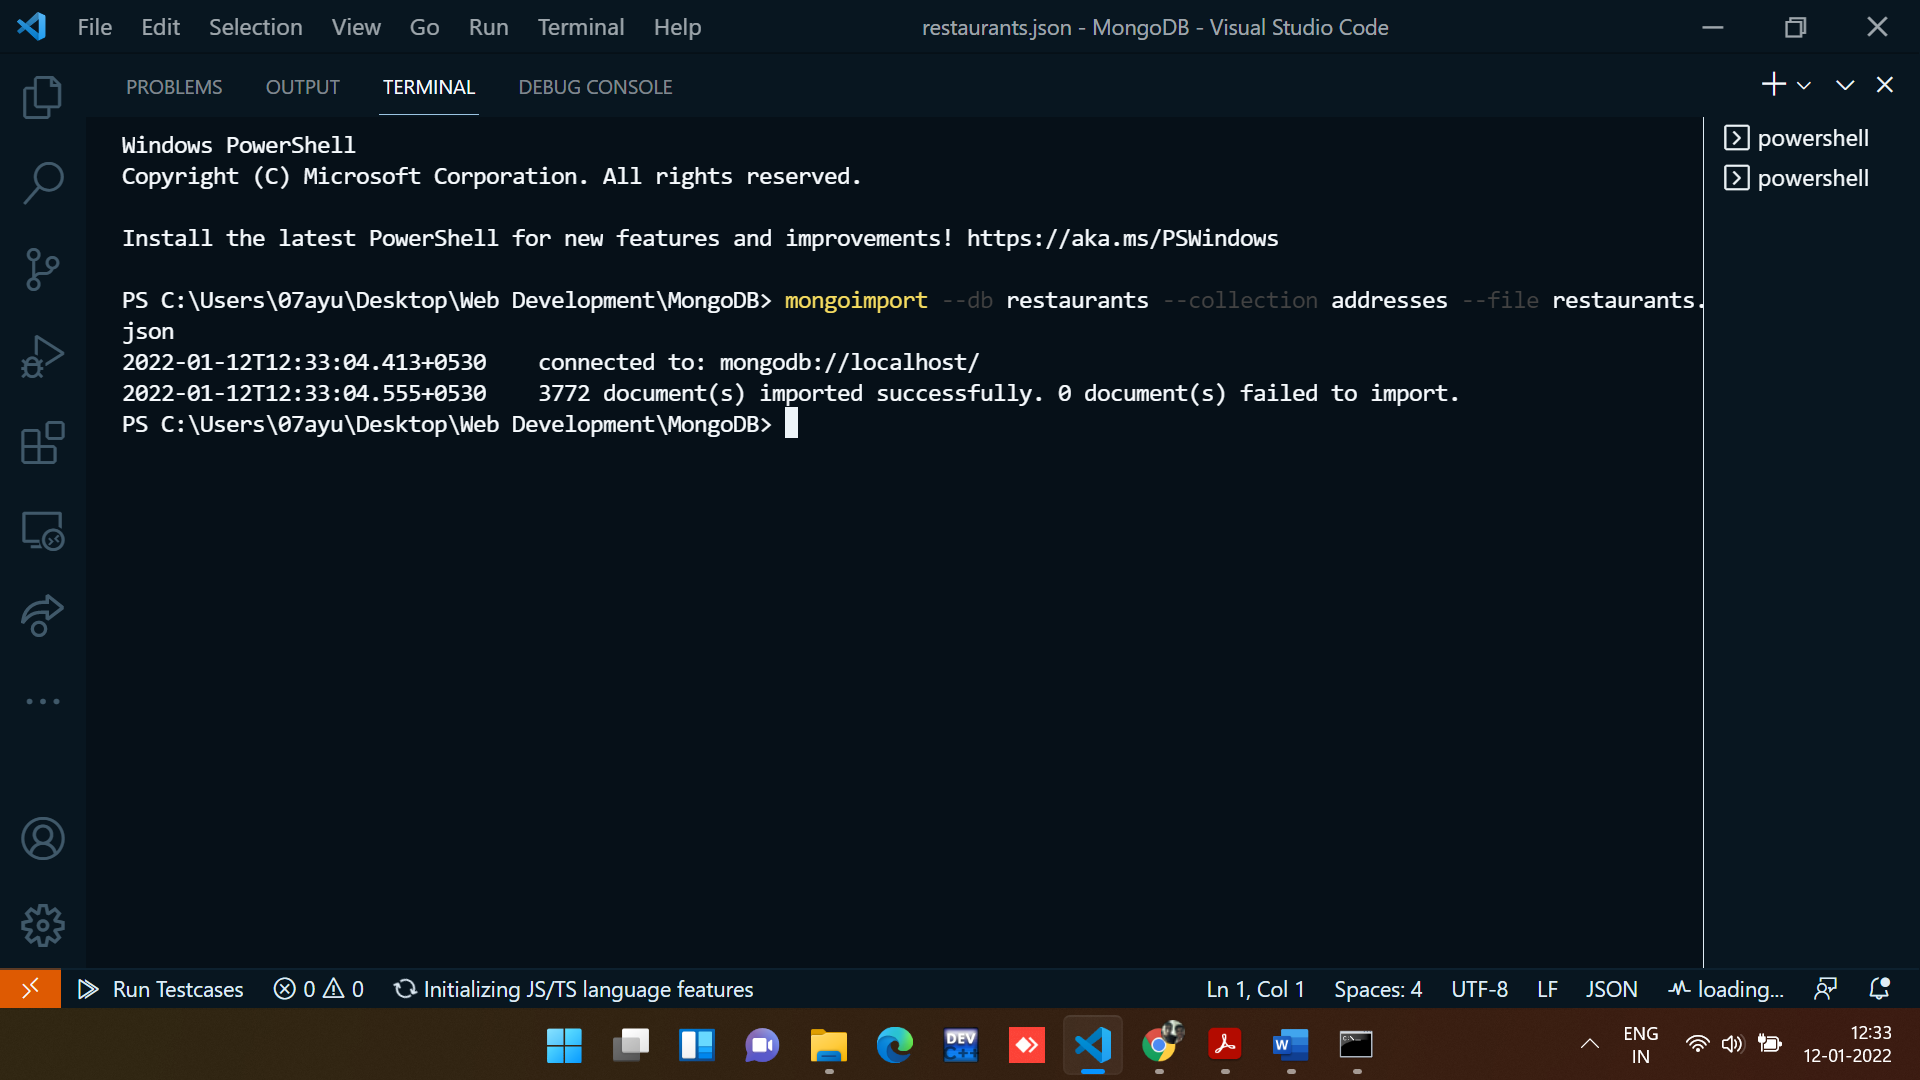 File Edit Selection View Go Run Terminal Help restaurants.json - MongoDB - Visual Studio Code
PROBLEMS OUTPUT TERMINAL DEBUG CONSOLE
Windows PowerShell
Copyright (C) Microsoft Corporation. All rights reserved.
Install the latest PowerShell for new features and improvements! https://aka.ms/PSWindows
PS C:\Users\07ayu\Desktop\Web Development\MongoDB> mongoimport --db restaurants --collection addresses --file restaurants.
json
2022-01-12T12:33:04.413+0530 connected to: mongodb://localhost/
2022-01-12T12:33:04.555+0530 3772 document(s) imported successfully. 0 document(s) failed to import.
PS C:\Users\07ayu\Desktop\Web Development\MongoDB>
powershell
powershell
Run Testcases 0 0 Initializing JS/TS language features Ln 1, Col 1 Spaces: 4 UTF-8 LF JSON loading...
DEV
C++
W
ENG
IN
12:33
12-01-2022